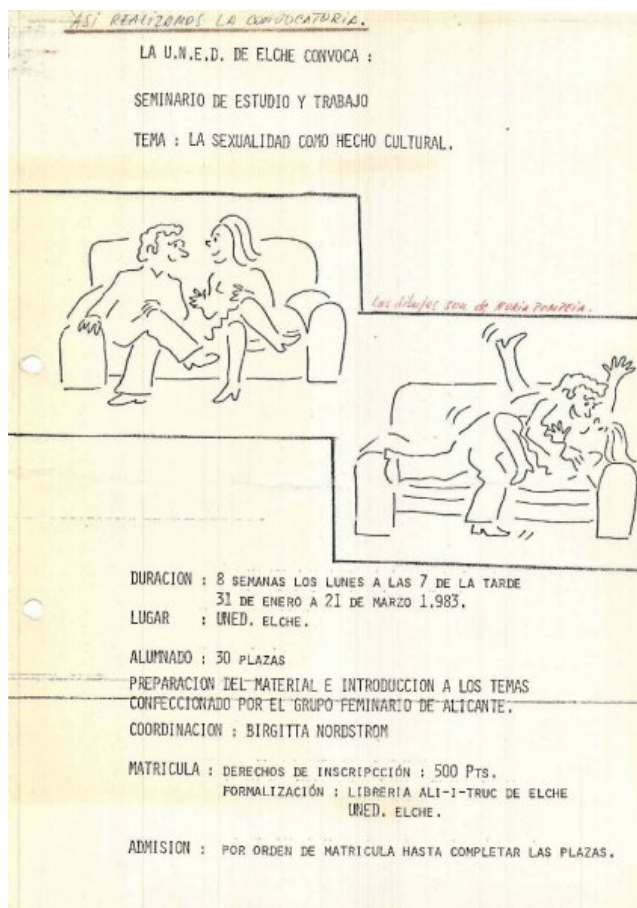 ASI REALIZAMOS LA CONVOCATORIA.
LA U.N.E.D. DE ELCHE CONVOCA :
SEMINARIO DE ESTUDIO Y TRABAJO
TEMA : LA SEXUALIDAD COMO HECHO CULTURAL.
Los dibujos son de NURIA POMPEIA.
DURACION : 8 SEMANAS LOS LUNES A LAS 7 DE LA TARDE
31 DE ENERO A 21 DE MARZO 1.983.
LUGAR : UNED. ELCHE.
ALUMNADO : 30 PLAZAS
PREPARACION DEL MATERIAL E INTRODUCCION A LOS TEMAS
CONFECCIONADO POR EL GRUPO FEMINARIO DE ALICANTE.
COORDINACION : BIRGITTA NORDSTROM
MATRICULA : DERECHOS DE INSCRIPCCIÓN : 500 PTS.
FORMALIZACIÓN : LIBRERIA ALI-I-TRUC DE ELCHE
UNED. ELCHE.
ADMISION : POR ORDEN DE MATRICULA HASTA COMPLETAR LAS PLAZAS.